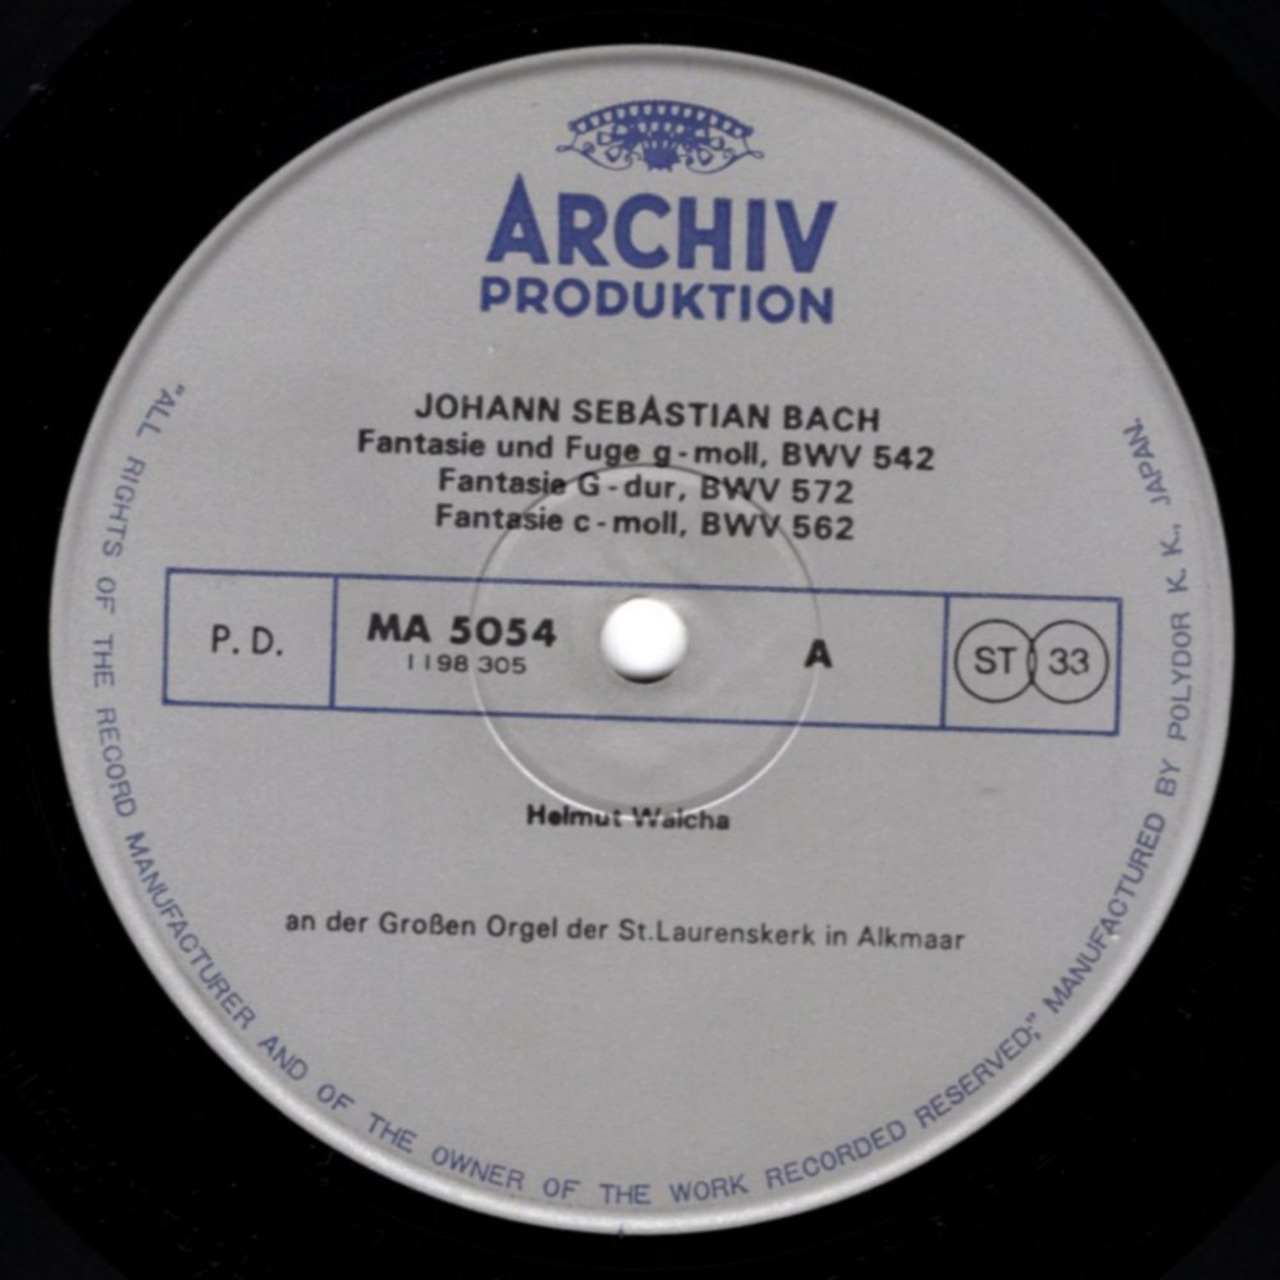 ARCHIV
PRODUKTION
JOHANN SEBASTIAN BACH
Fantasie und Fuge g-moll, BWV 542
Fantasie G-dur, BWV 572
Fantasie c-moll, BWV 562
P. D.
MA 5054
1198 305
A
ST 33
Helmut Walcha
an der Großen Orgel der St.Laurenskerk in Alkmaar
"ALL RIGHTS OF THE RECORD MANUFACTURER AND OF THE OWNER OF THE WORK RECORDED RESERVED;" MANUFACTURED BY POLYDOR K. K., JAPAN.